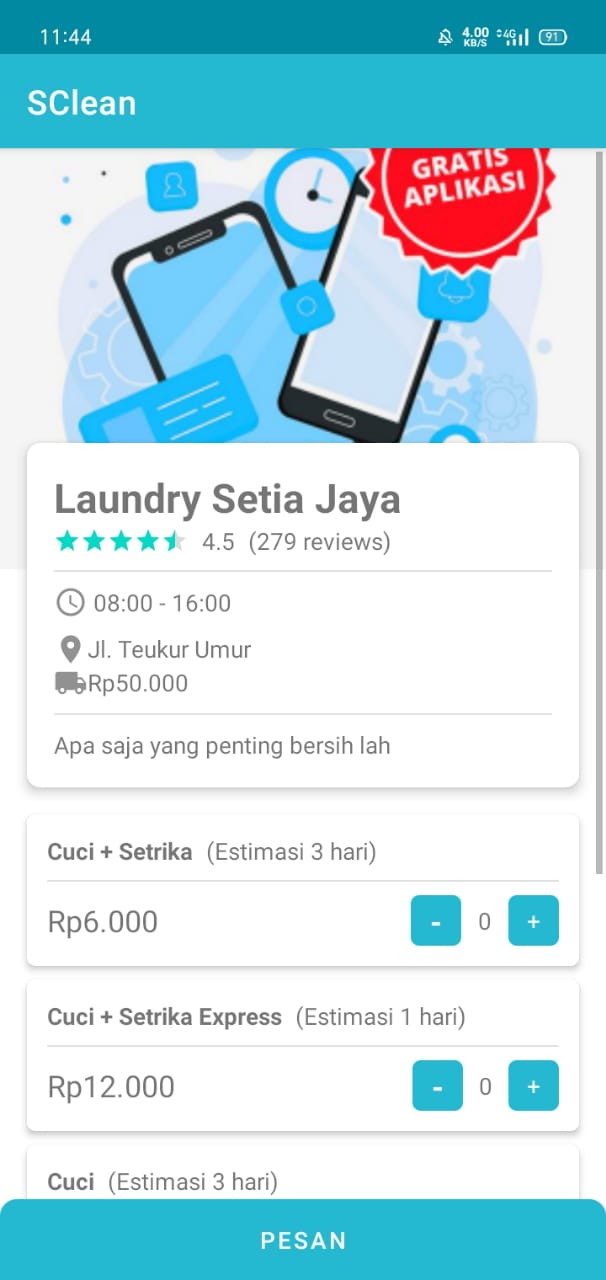 11:44
4.00
KB/S
4G
91
SClean
GRATIS
APLIKASI
Laundry Setia Jaya
4.5 (279 reviews)
08:00 - 16:00
Jl. Teukur Umur
Rp50.000
Apa saja yang penting bersih lah
Cuci + Setrika (Estimasi 3 hari)
Rp6.000
- 0 +
Cuci + Setrika Express (Estimasi 1 hari)
Rp12.000
- 0 +
Cuci (Estimasi 3 hari)
PESAN